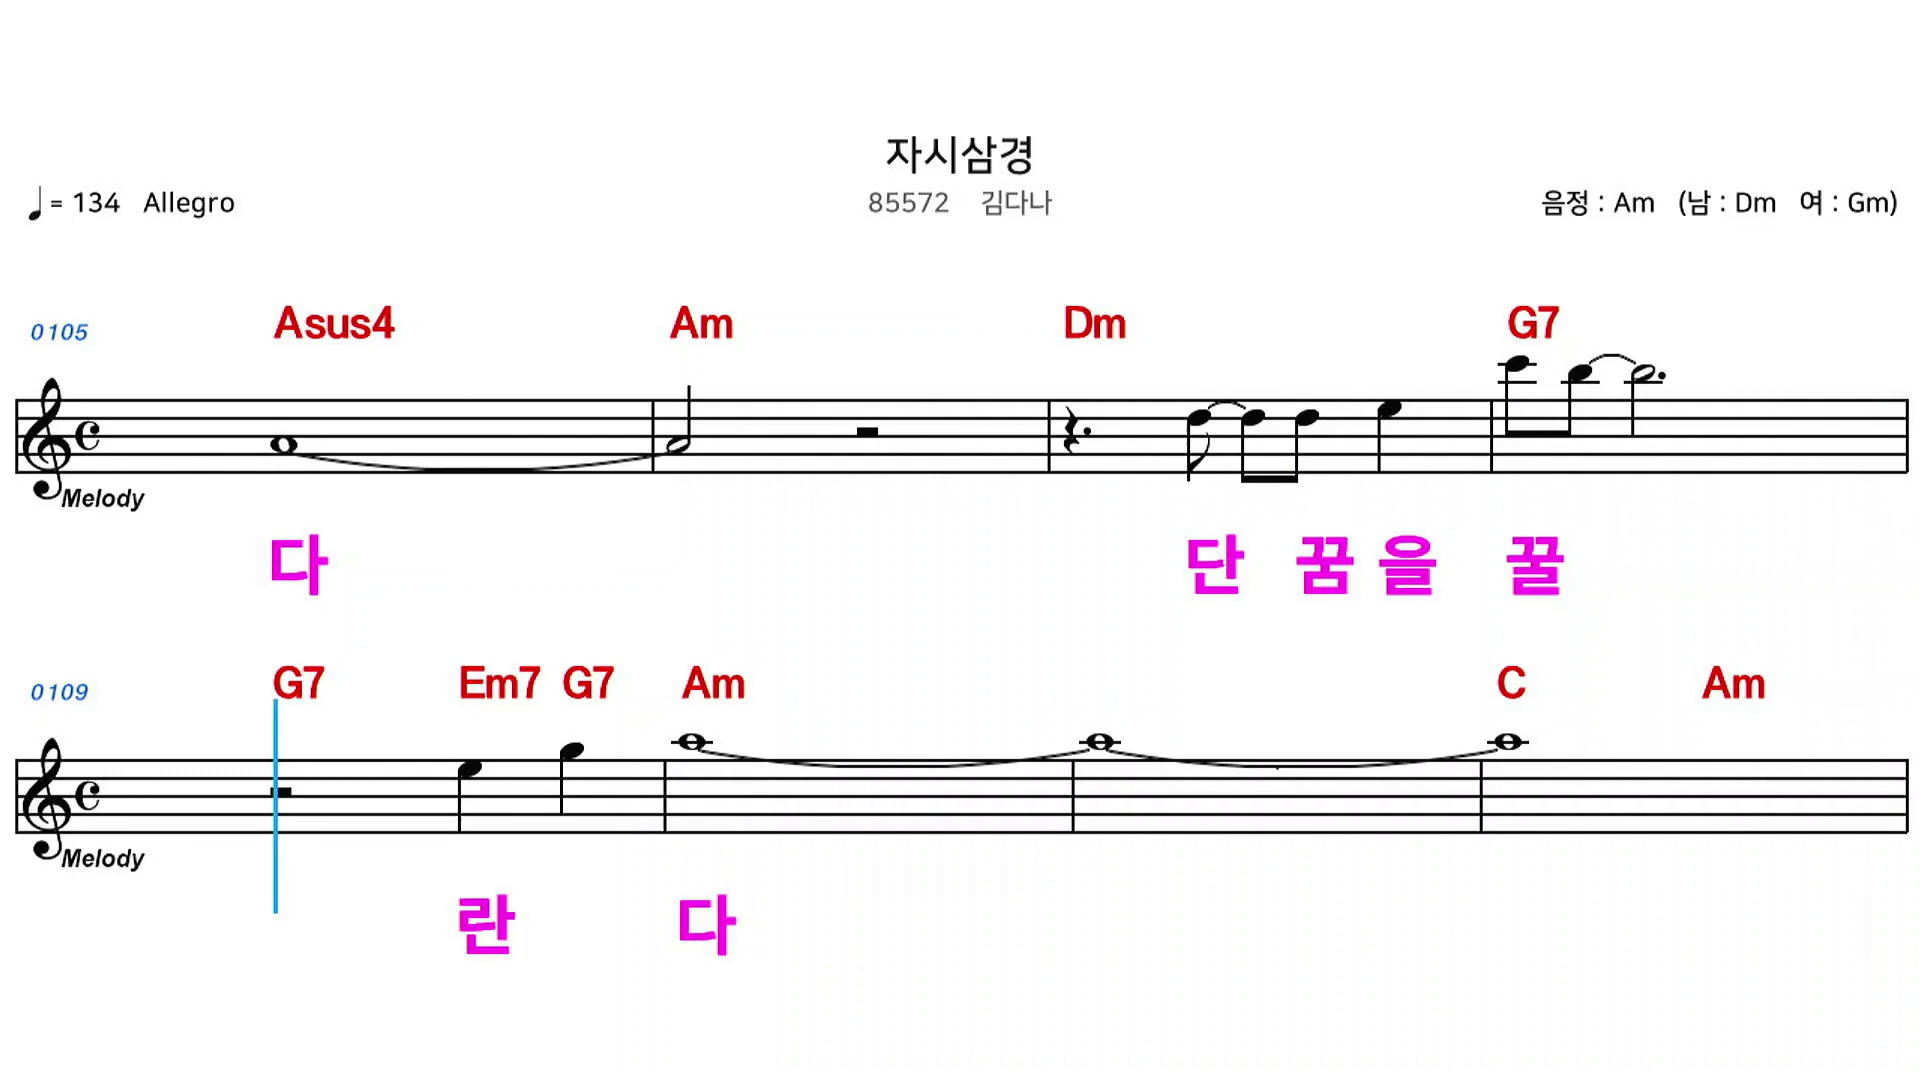 자시삼경
♩= 134 Allegro 85572 김다나 음정 : Am (남 : Dm 여 : Gm)
0105 Asus4 Am Dm G7
Melody
다 단 꿈 을 꿀
0109 G7 Em7 G7 Am C Am
Melody
란 다